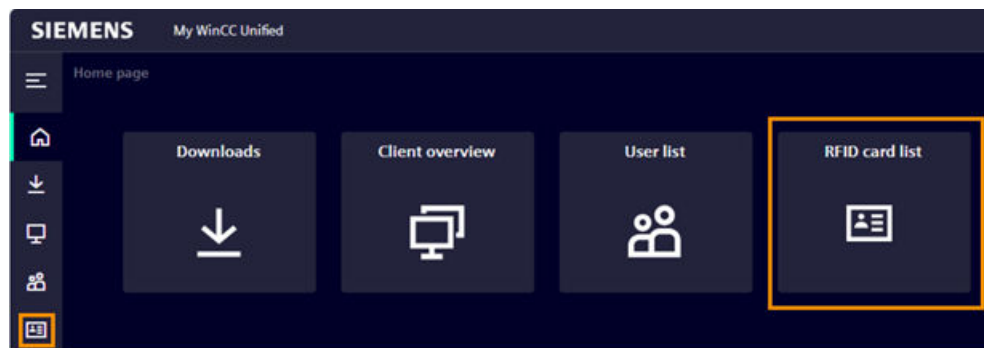 SIEMENS My WinCC Unified
Home page
Downloads Client overview User list RFID card list